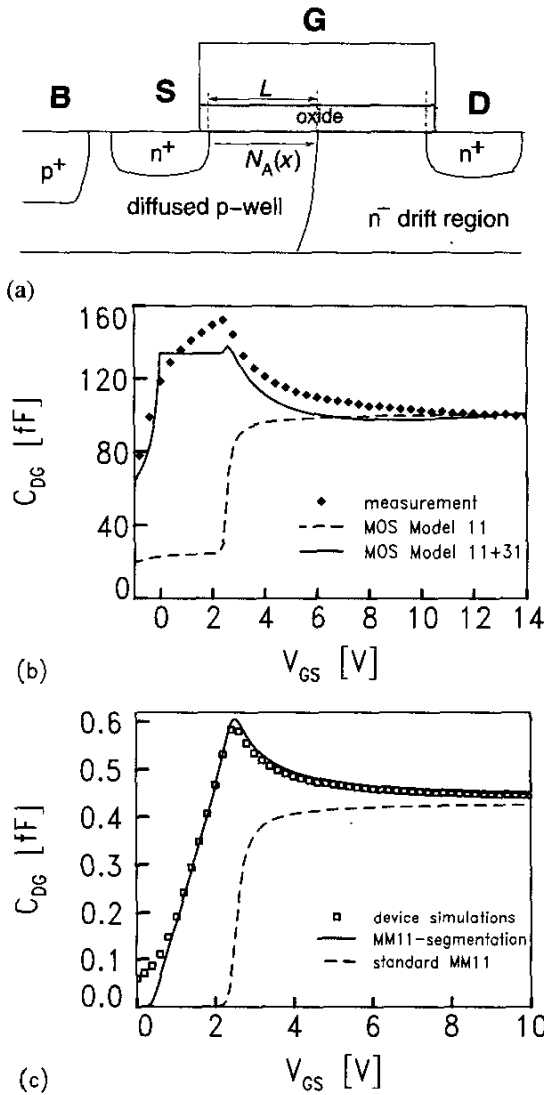 G
B S D
L
oxide
n+ n+
p+ NA(x)
diffused p-well
n− drift region
(a)
160
120
80
40
0
CDG [fF]
measurement
MOS Model 11
MOS Model 11+31
0 2 4 6 8 10 12 14
VGS [V]
(b)
0.6
0.5
0.4
0.3
0.2
0.1
0.0
CDG [fF]
device simulations
MM11-segmentation
standard MM11
0 2 4 6 8 10
VGS [V]
(c)